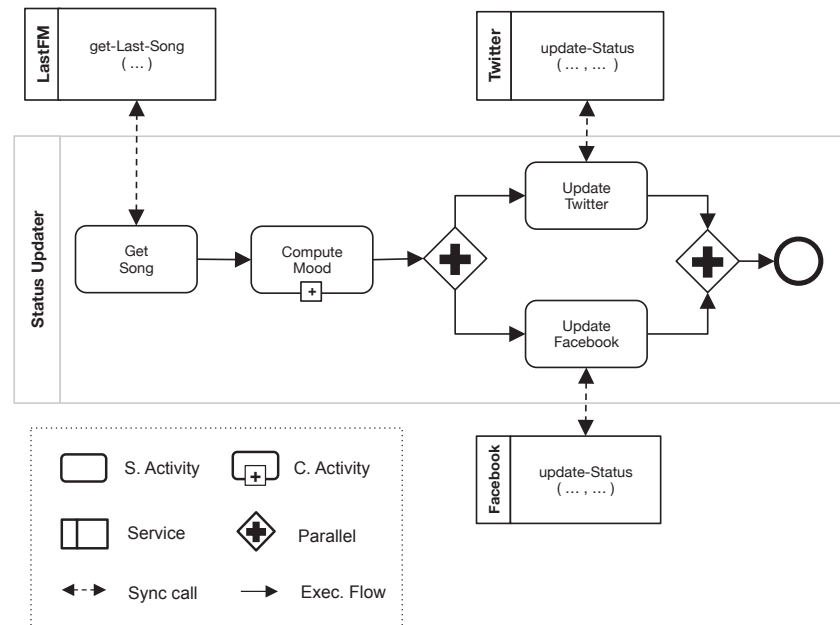 LastFM
get-Last-Song
( ... )
Twitter
update-Status
( ... , ... )
Status Updater
Get
Song
Compute
Mood
Update
Twitter
Update
Facebook
Facebook
update-Status
( ... , ... )
S. Activity
C. Activity
Service
Parallel
Sync call
Exec. Flow